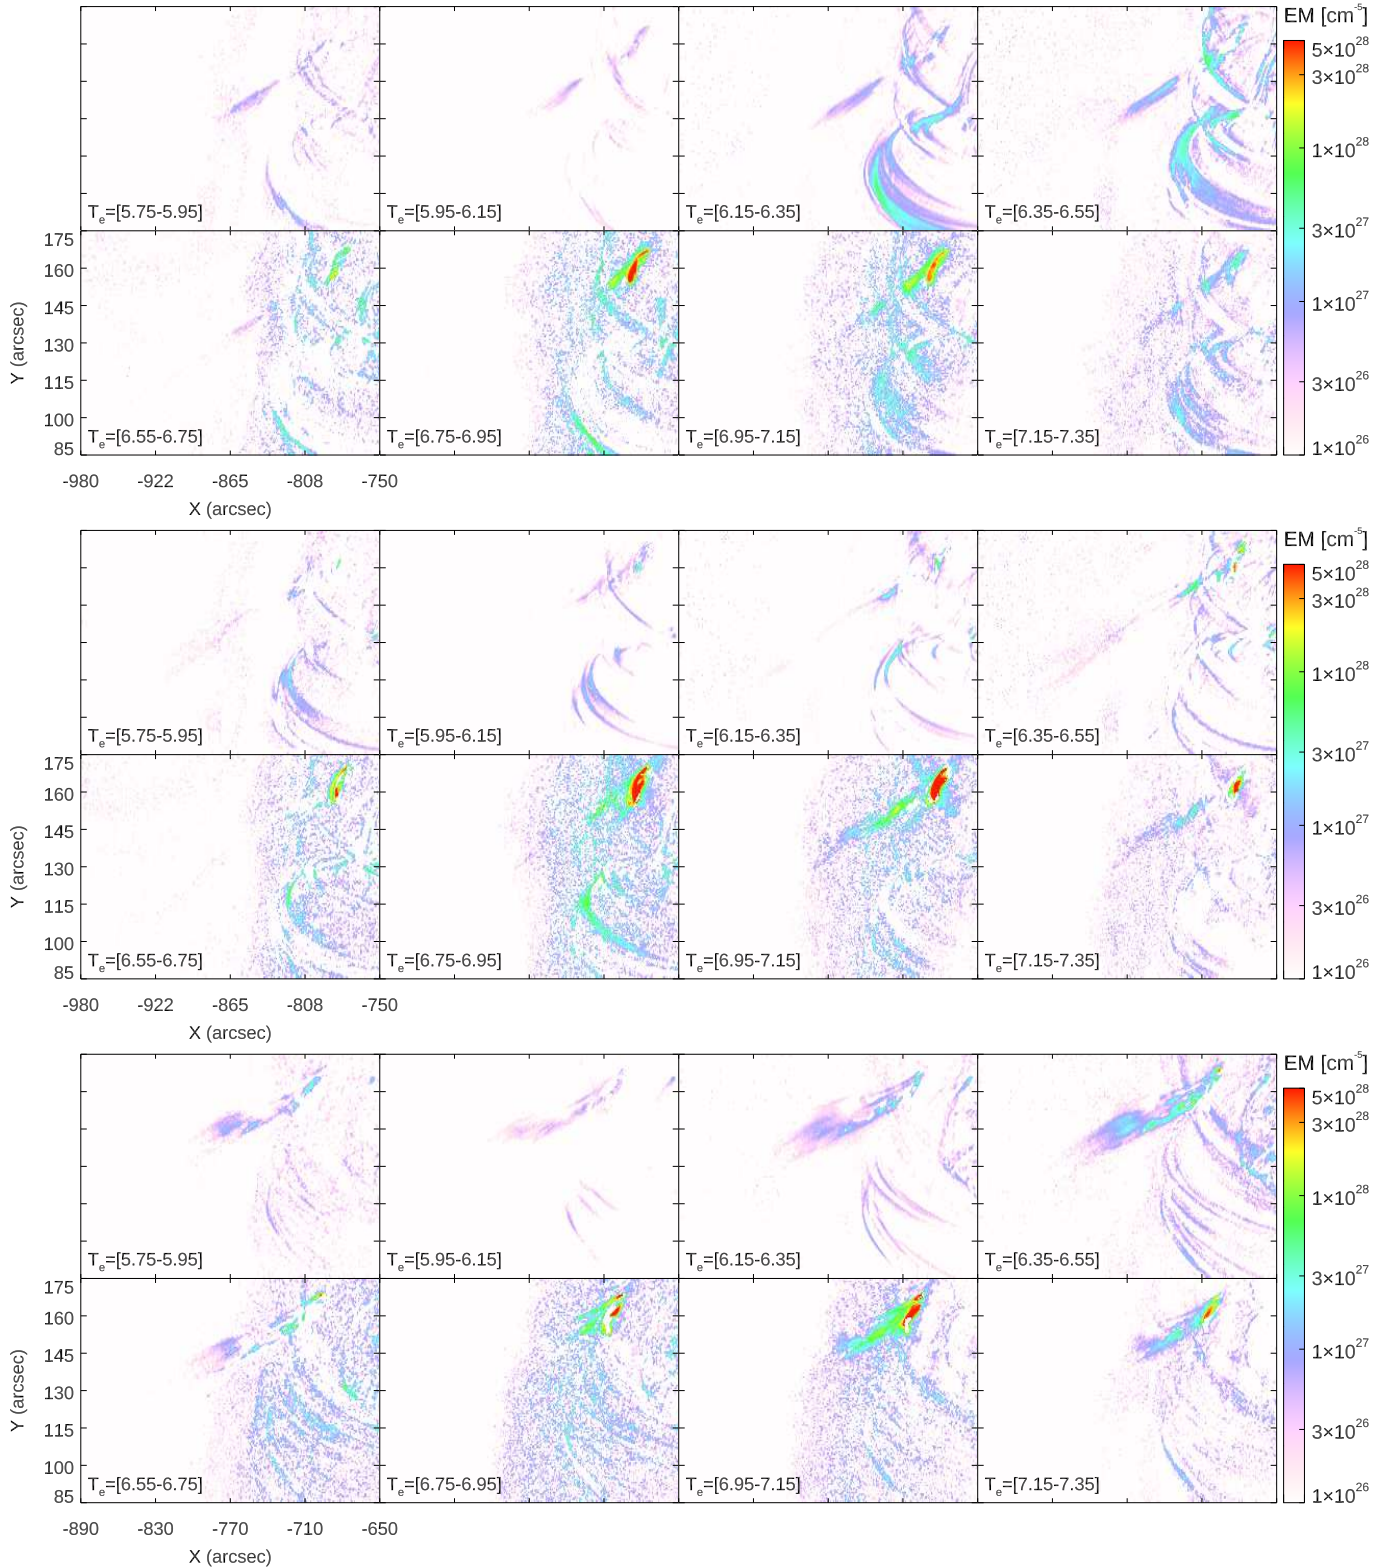 EM [cm-5]
5×1028
3×1028
1×1028
3×1027
1×1027
3×1026
1×1026
Te=[5.75-5.95]
Te=[5.95-6.15]
Te=[6.15-6.35]
Te=[6.35-6.55]
175
160
145
130
115
100
85
Y (arcsec)
Te=[6.55-6.75]
Te=[6.75-6.95]
Te=[6.95-7.15]
Te=[7.15-7.35]
-980 -922 -865 -808 -750
X (arcsec)
EM [cm-5]
5×1028
3×1028
1×1028
3×1027
1×1027
3×1026
1×1026
Te=[5.75-5.95]
Te=[5.95-6.15]
Te=[6.15-6.35]
Te=[6.35-6.55]
175
160
145
130
115
100
85
Y (arcsec)
Te=[6.55-6.75]
Te=[6.75-6.95]
Te=[6.95-7.15]
Te=[7.15-7.35]
-980 -922 -865 -808 -750
X (arcsec)
EM [cm-5]
5×1028
3×1028
1×1028
3×1027
1×1027
3×1026
1×1026
Te=[5.75-5.95]
Te=[5.95-6.15]
Te=[6.15-6.35]
Te=[6.35-6.55]
175
160
145
130
115
100
85
Y (arcsec)
Te=[6.55-6.75]
Te=[6.75-6.95]
Te=[6.95-7.15]
Te=[7.15-7.35]
-890 -830 -770 -710 -650
X (arcsec)